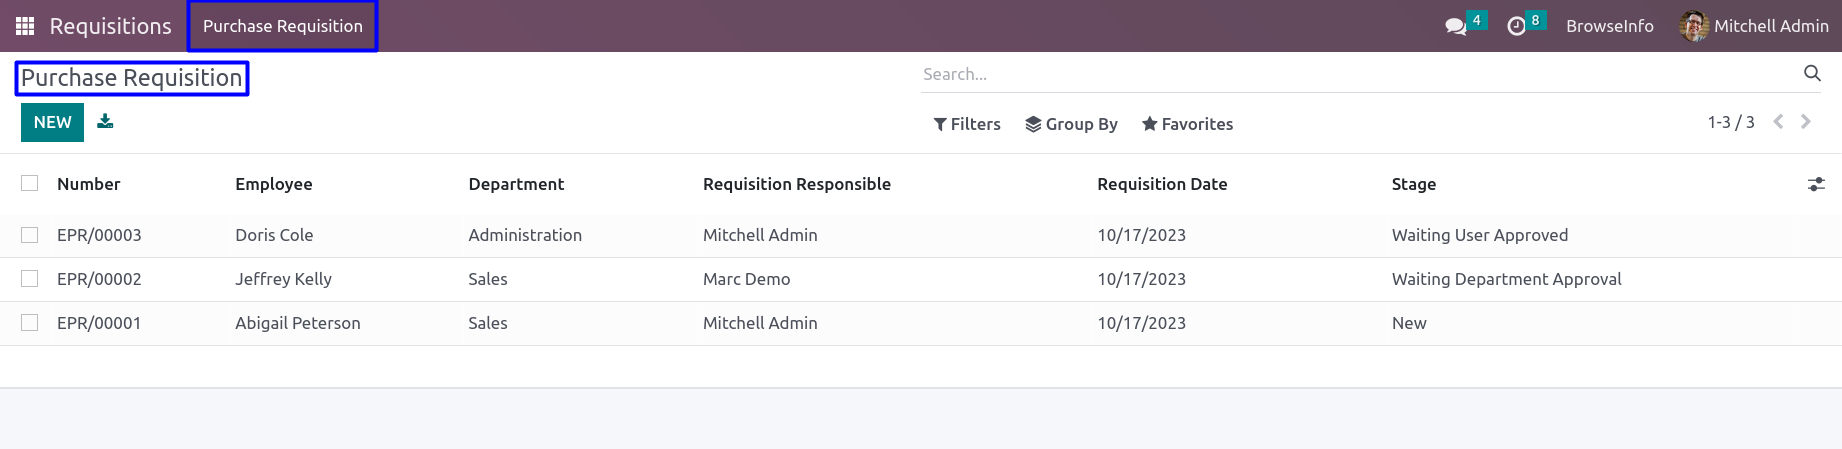 Requisitions Purchase Requisition 4 8 BrowseInfo Mitchell Admin
Purchase Requisition Search...
NEW Filters Group By Favorites 1-3 / 3
Number Employee Department Requisition Responsible Requisition Date Stage
EPR/00003 Doris Cole Administration Mitchell Admin 10/17/2023 Waiting User Approved
EPR/00002 Jeffrey Kelly Sales Marc Demo 10/17/2023 Waiting Department Approval
EPR/00001 Abigail Peterson Sales Mitchell Admin 10/17/2023 New